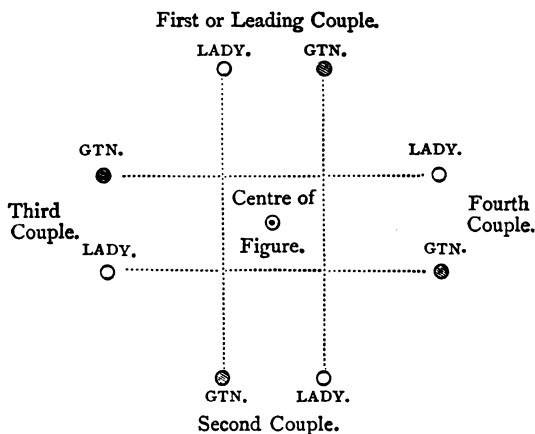 First or Leading Couple.
LADY. GTN.
GTN. LADY.
Third
Couple.
Centre of
Figure.
Fourth
Couple.
LADY. GTN.
GTN. LADY.
Second Couple.